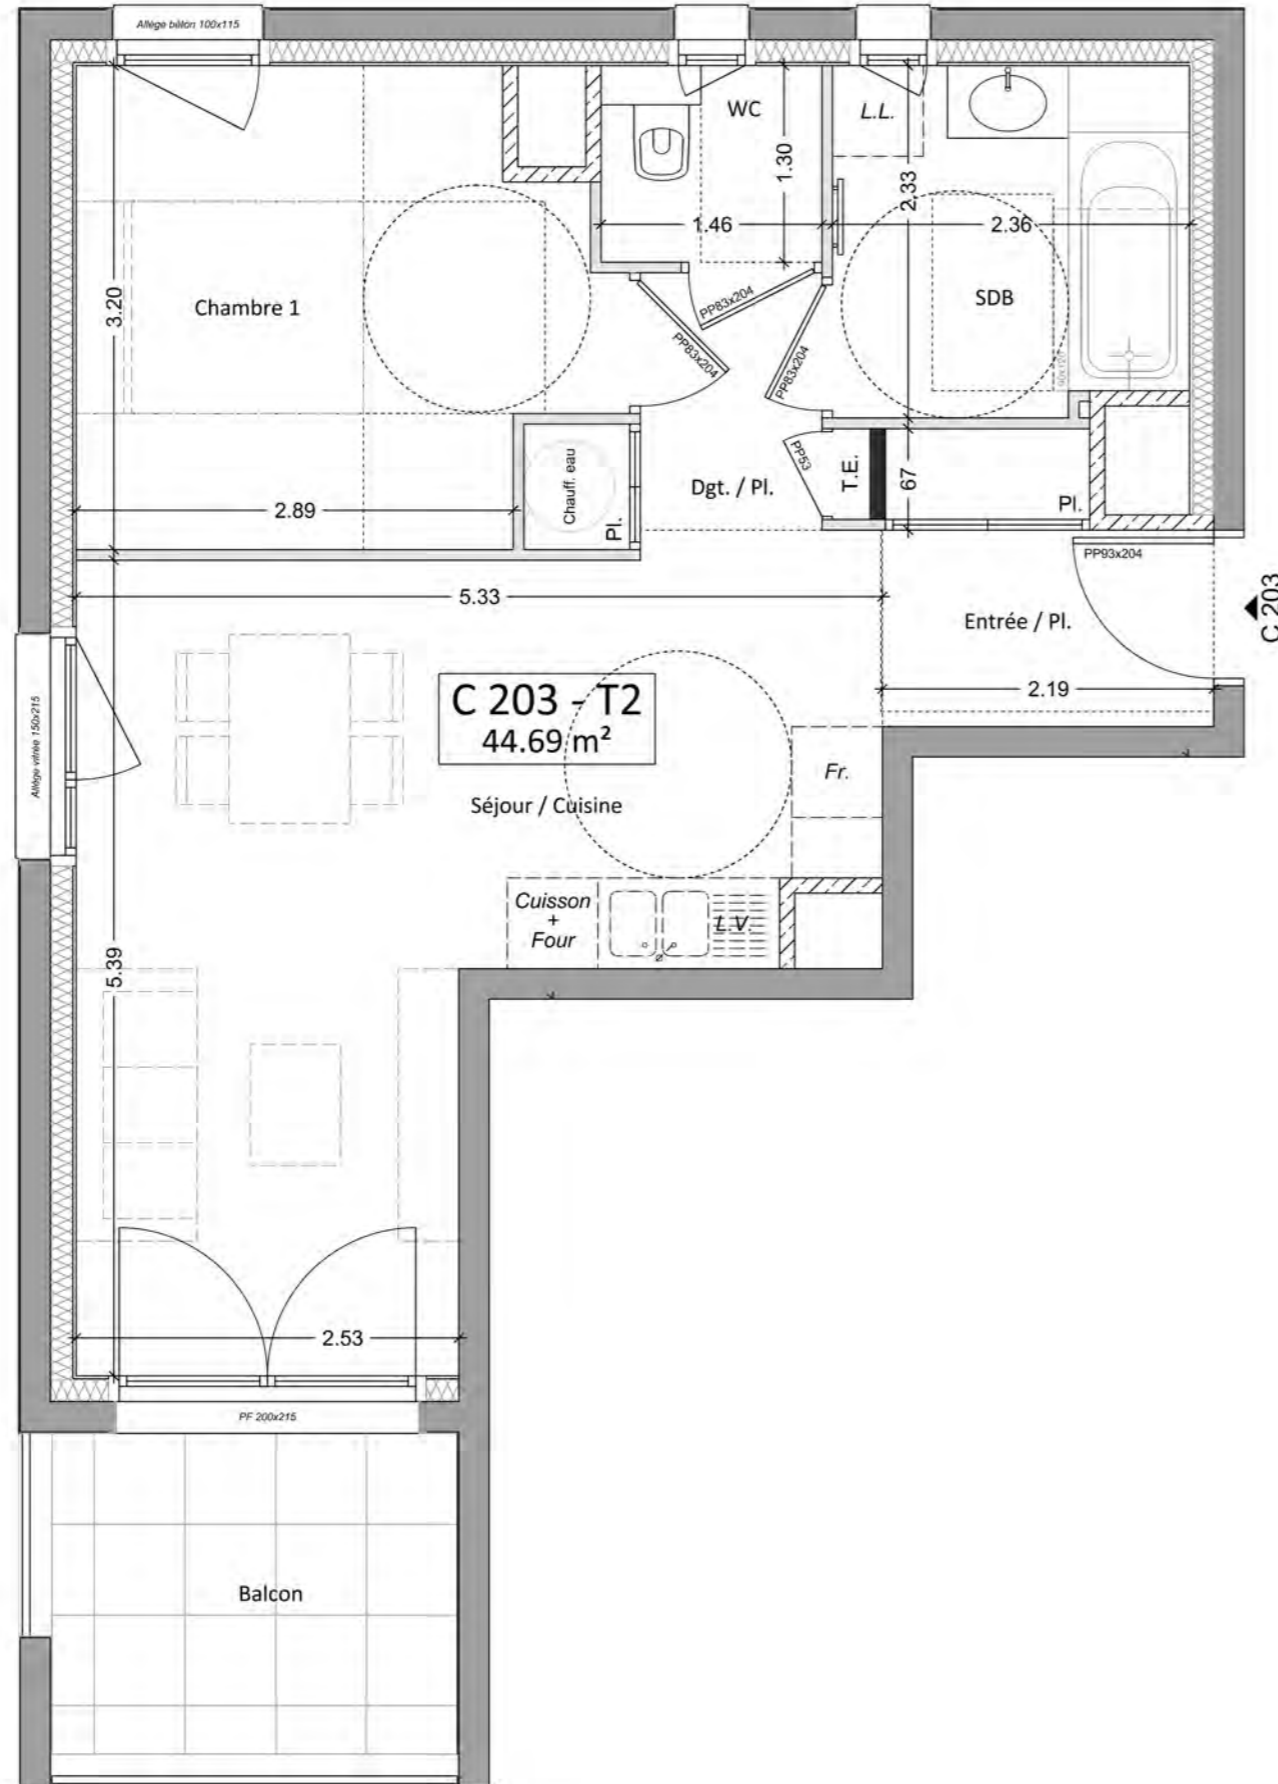 Allège béton 100x115
WC
L.L.
1.30
2.33
1.46
2.36
3.20
Chambre 1
SDB
PP83x204
PP83x204
PP83x204
90x120
Chauff. eau
Pl.
Dgt. / Pl.
PP53
T.E.
67
Pl.
2.89
PP93x204
5.33
Entrée / Pl.
C 203
2.19
C 203 - T2
44.69 m²
Allège vitrée 150x215
Séjour / Cuisine
Fr.
Cuisson
+
Four
L.V.
5.39
2.53
PF 200x215
Balcon